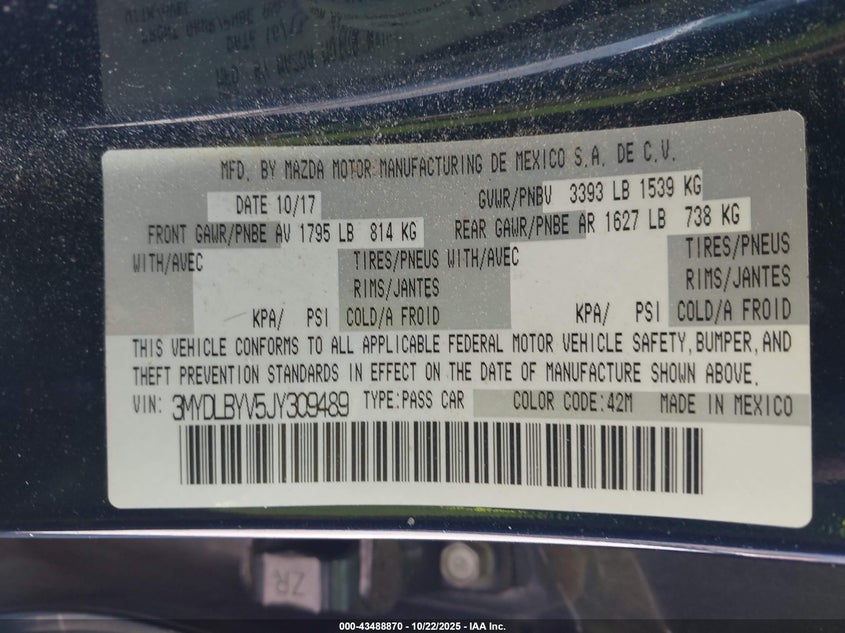 MFD. BY MAZDA MOTOR MANUFACTURING DE MEXICO S.A. DE C.V.
DATE 10/17 GVWR/PNBV 3393 LB 1539 KG
FRONT GAWR/PNBE AV 1795 LB 814 KG REAR GAWR/PNBE AR 1627 LB 738 KG
WITH/AVEC TIRES/PNEUS WITH/AVEC TIRES/PNEUS
RIMS/JANTES RIMS/JANTES
KPA/ PSI COLD/A FROID KPA/ PSI COLD/A FROID
THIS VEHICLE CONFORMS TO ALL APPLICABLE FEDERAL MOTOR VEHICLE SAFETY, BUMPER, AND
THEFT PREVENTION STANDARDS IN EFFECT ON THE DATE OF MANUFACTURE SHOWN ABOVE.
VIN: 3MYDLBYV5JY309489 TYPE:PASS CAR COLOR CODE:42M MADE IN MEXICO
ZR
000-43488870 - 10/22/2025 - IAA Inc.